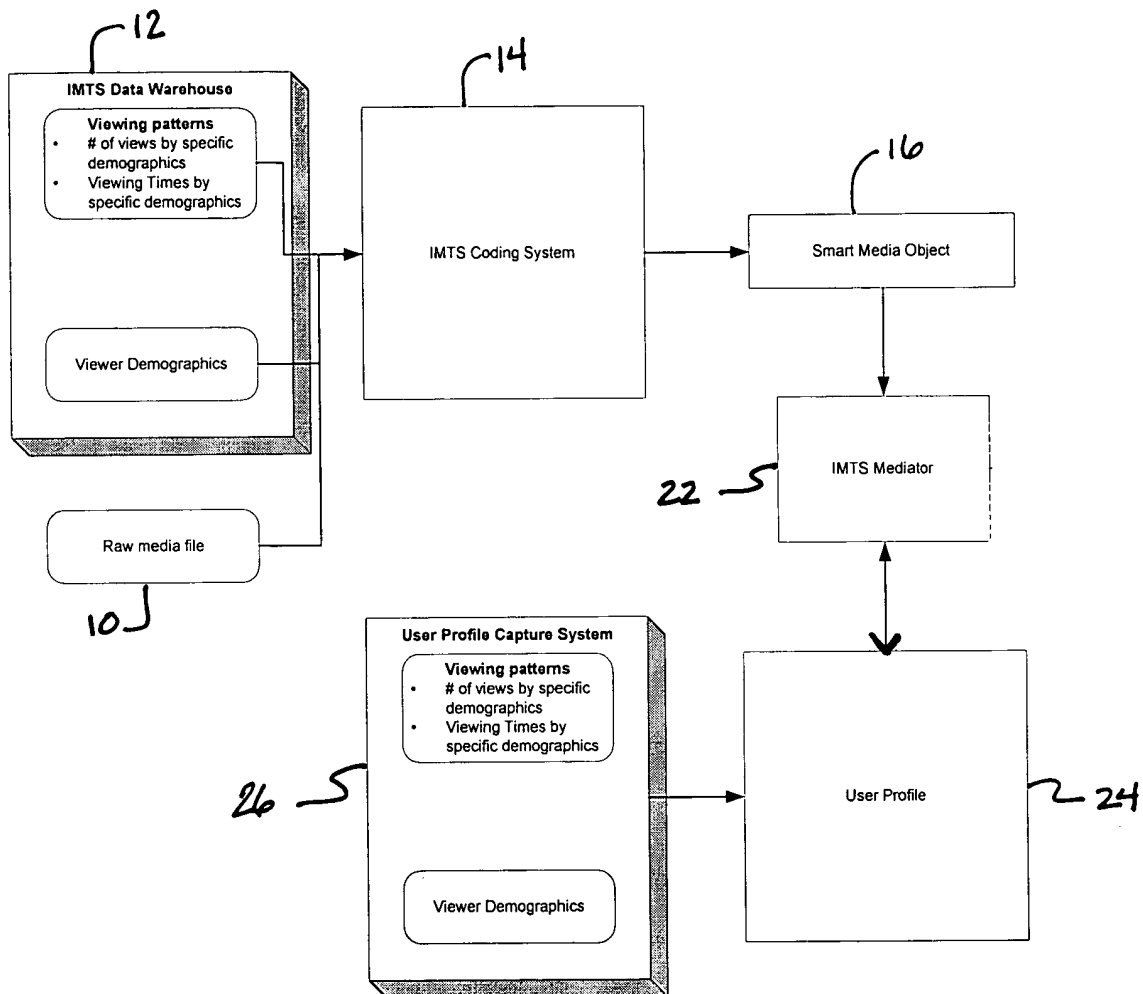 12
IMTS Data Warehouse
Viewing patterns
• # of views by specific
demographics
• Viewing Times by
specific demographics
Viewer Demographics
Raw media file
10
14
IMTS Coding System
16
Smart Media Object
22
IMTS Mediator
User Profile Capture System
Viewing patterns
• # of views by specific
demographics
• Viewing Times by
specific demographics
Viewer Demographics
26
User Profile
24